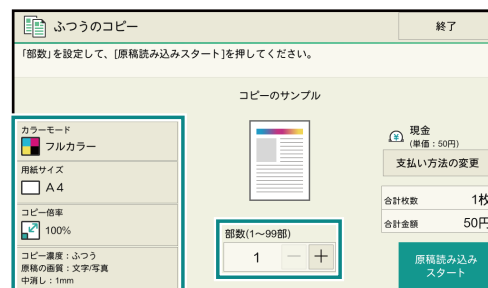 ふつうのコピー
終了
「部数」を設定して、[原稿読み込みスタート]を押してください。
コピーのサンプル
カラーモード
フルカラー
用紙サイズ
A4
コピー倍率
100%
コピー濃度：ふつう
原稿の画質：文字/写真
中消し：1mm
部数(1～99部)
1
現金
(単価：50円)
支払い方法の変更
合計枚数 1枚
合計金額 50円
原稿読み込み
スタート